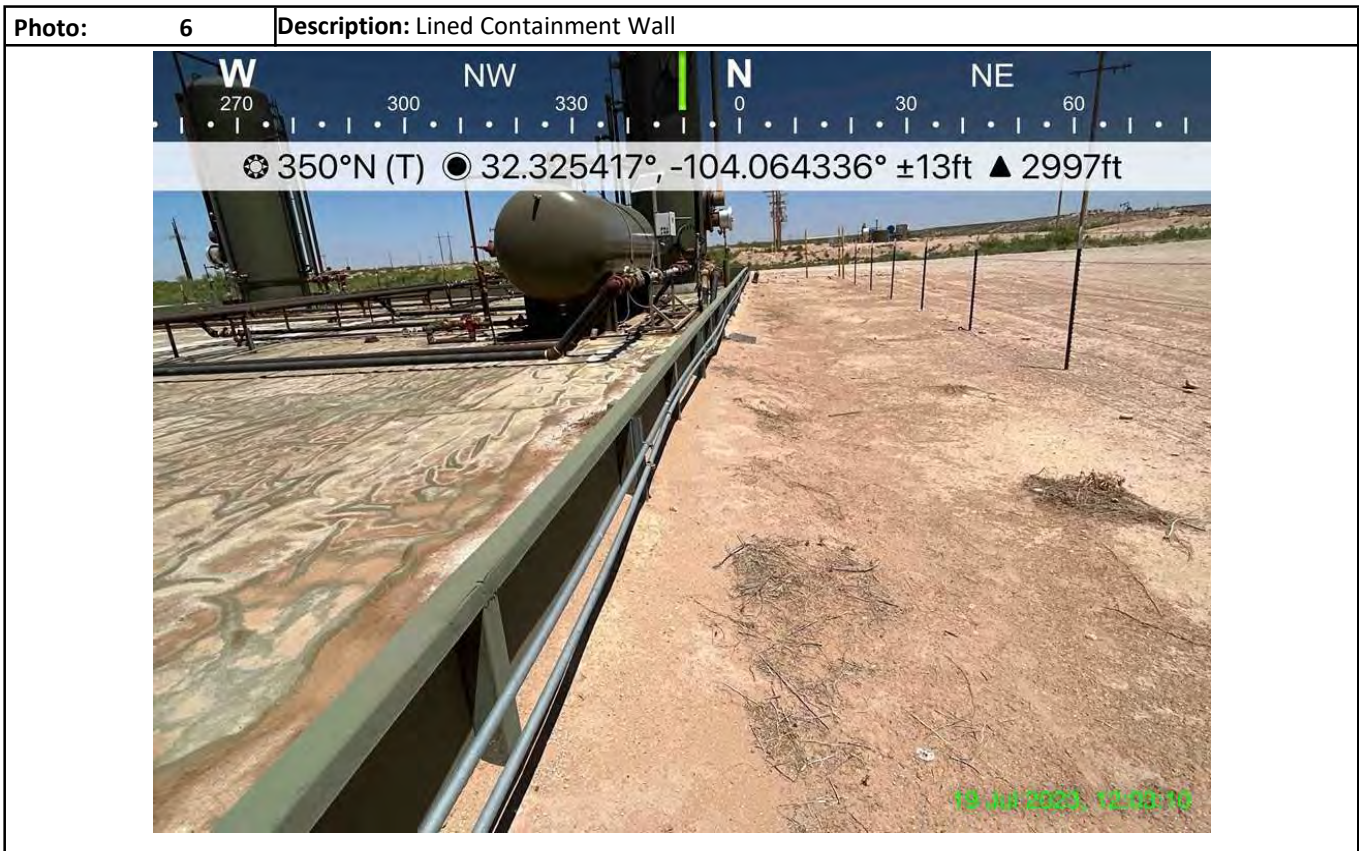 Photo: 6 Description: Lined Containment Wall
W NW N NE
270 300 330 0 30 60
350°N (T) 32.325417°, -104.064336° ±13ft ▲ 2997ft
19 Jul 2023, 12:03:10